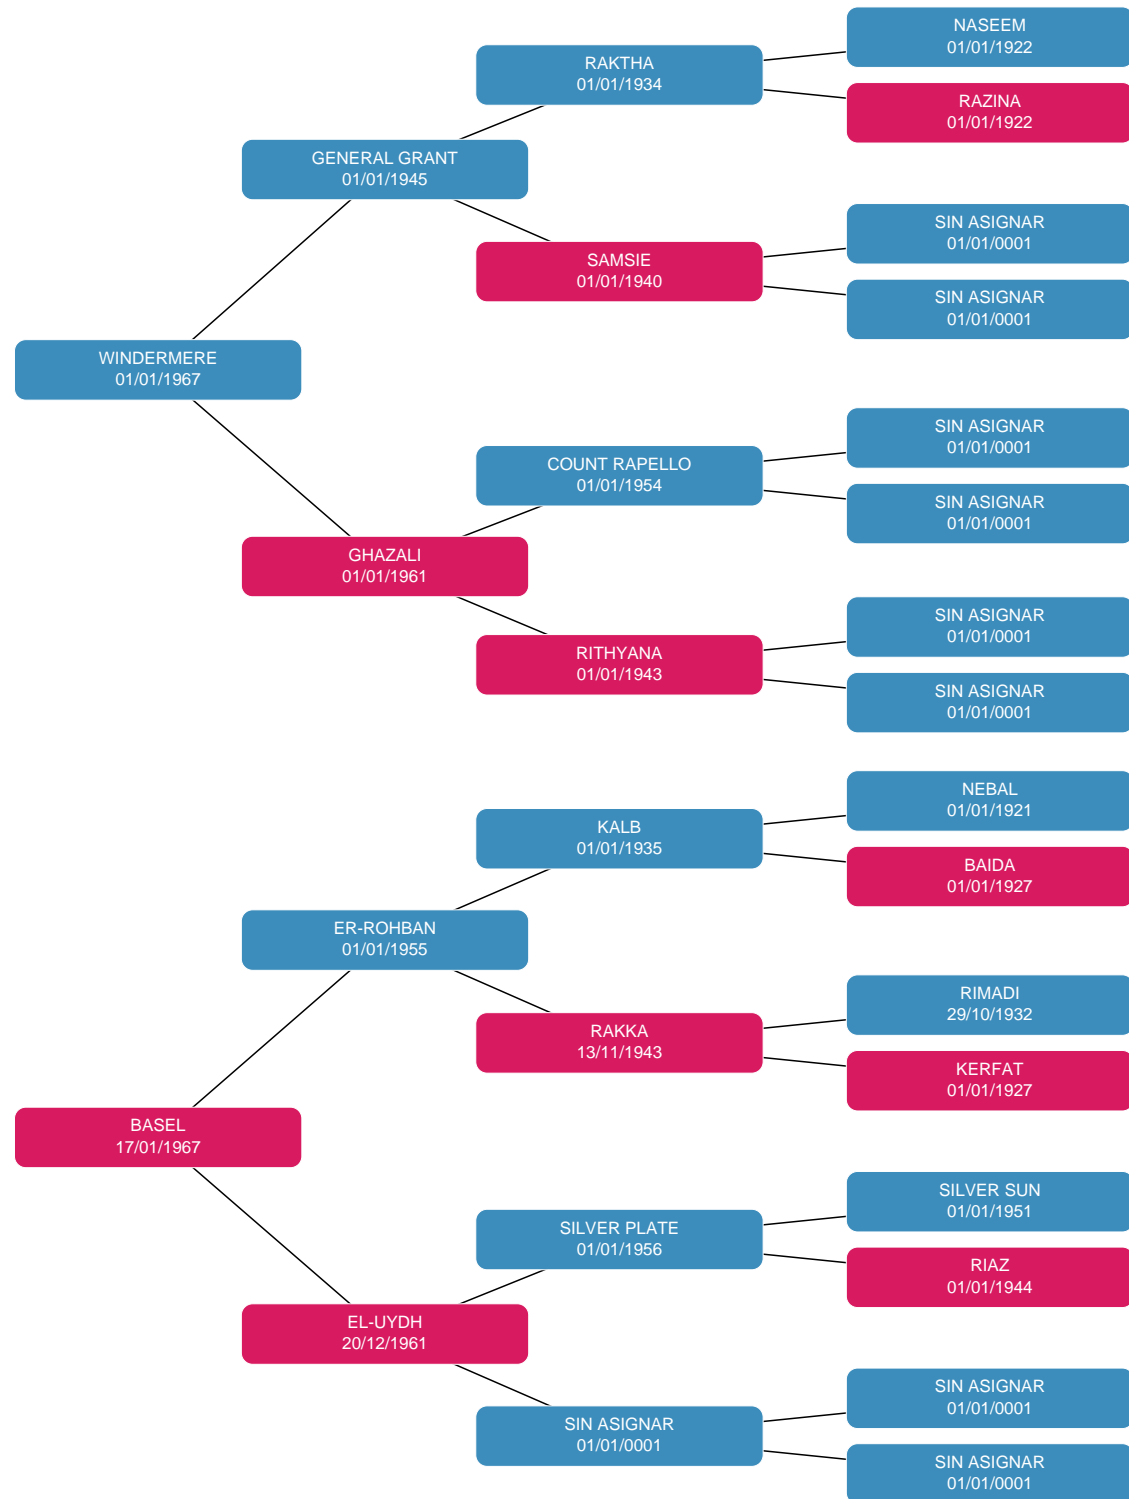 NASEEM
01/01/1922
RAKTHA
01/01/1934
RAZINA
01/01/1922
GENERAL GRANT
01/01/1945
SIN ASIGNAR
01/01/0001
SAMSIE
01/01/1940
SIN ASIGNAR
01/01/0001
WINDERMERE
01/01/1967
SIN ASIGNAR
01/01/0001
COUNT RAPELLO
01/01/1954
SIN ASIGNAR
01/01/0001
GHAZALI
01/01/1961
SIN ASIGNAR
01/01/0001
RITHYANA
01/01/1943
SIN ASIGNAR
01/01/0001
NEBAL
01/01/1921
KALB
01/01/1935
BAIDA
01/01/1927
ER-ROHBAN
01/01/1955
RIMADI
29/10/1932
RAKKA
13/11/1943
KERFAT
01/01/1927
BASEL
17/01/1967
SILVER SUN
01/01/1951
SILVER PLATE
01/01/1956
RIAZ
01/01/1944
EL-UYDH
20/12/1961
SIN ASIGNAR
01/01/0001
SIN ASIGNAR
01/01/0001
SIN ASIGNAR
01/01/0001